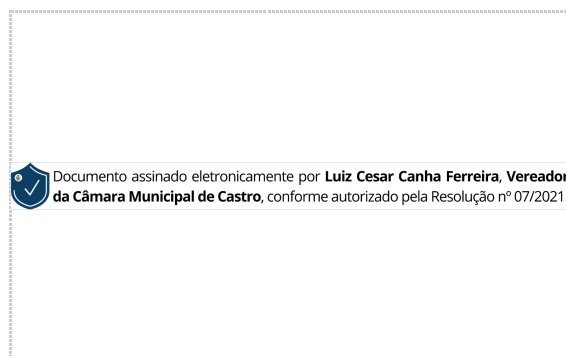 Documento assinado eletronicamente por Luiz Cesar Canha Ferreira, Vereador
da Câmara Municipal de Castro, conforme autorizado pela Resolução nº 07/2021